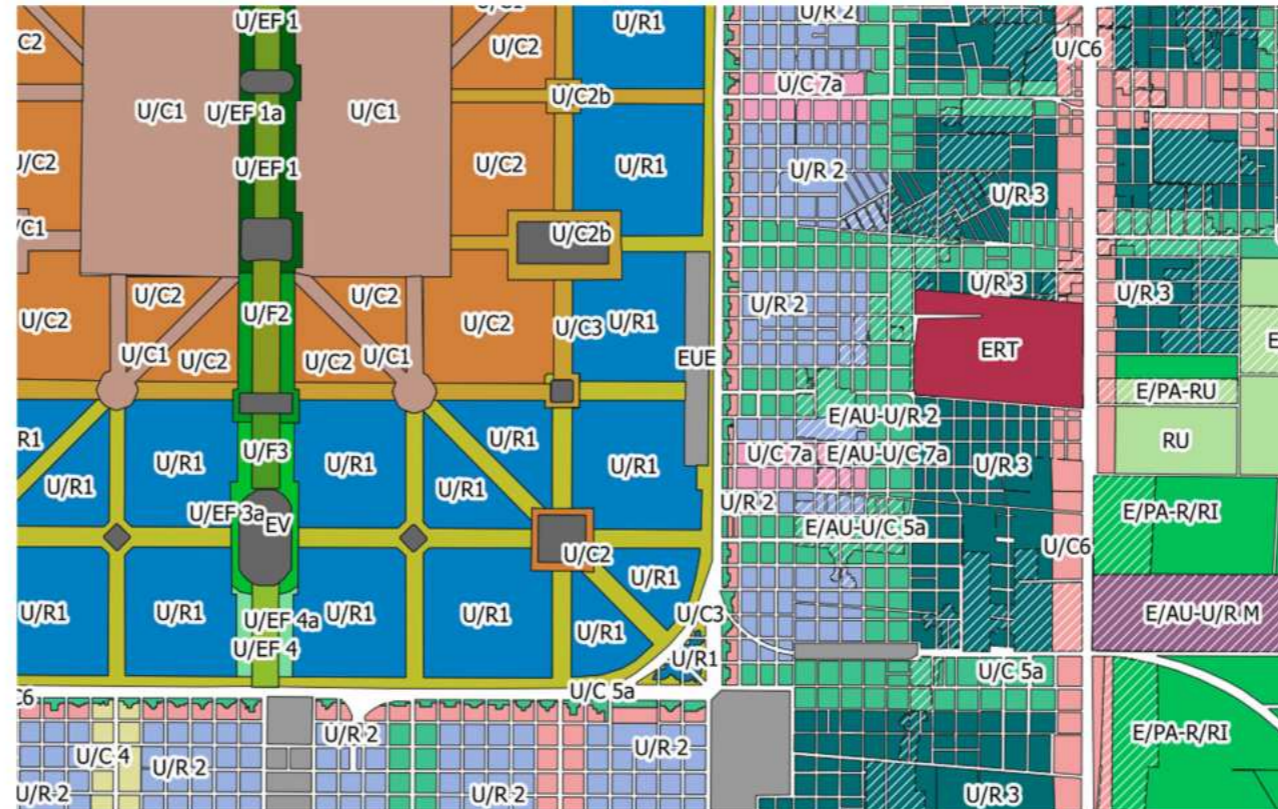 U/EF 1
U/R1
U/R 2
C2
U/C2
U/C6
U/C 7a
U/C1
U/EF 1a
U/C1
U/C2b
U/C2
U/C2
U/R1
U/EF 1
U/R 2
U/R 3
/C1
U/C2b
U/R 3
U/R 3
U/C2
U/C2
U/R 2
U/F2
U/C2
U/C2
U/C3
U/R1
U/C1
U/C2
U/C2
U/C1
EUE
ERT
E
E/PA-RU
E/AU-U/R 2
R1
U/R1
U/R1
U/R1
RU
U/F3
U/R1
U/C 7a
E/AU-U/C 7a
U/R 3
U/R1
U/R1
U/R1
U/R 2
U/EF 3a
EV
E/PA-R/RI
E/AU-U/C 5a
U/C6
U/C2
U/R1
U/R1
U/R1
U/R1
U/R1
U/C3
E/AU-U/R M
U/EF 4a
U/R1
U/EF 4
U/R1
U/C 5a
C6
U/C 5a
U/R 2
E/PA-R/RI
U/C 4
U/R 2
U/R 2
U/R 2
U/R 2
U/R 3